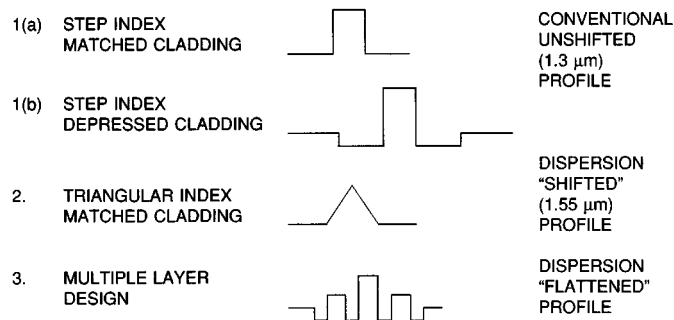 1(a) STEP INDEX
MATCHED CLADDING
CONVENTIONAL
UNSHIFTED
(1.3 μm)
PROFILE
1(b) STEP INDEX
DEPRESSED CLADDING
2. TRIANGULAR INDEX
MATCHED CLADDING
DISPERSION
“SHIFTED”
(1.55 μm)
PROFILE
3. MULTIPLE LAYER
DESIGN
DISPERSION
“FLATTENED”
PROFILE